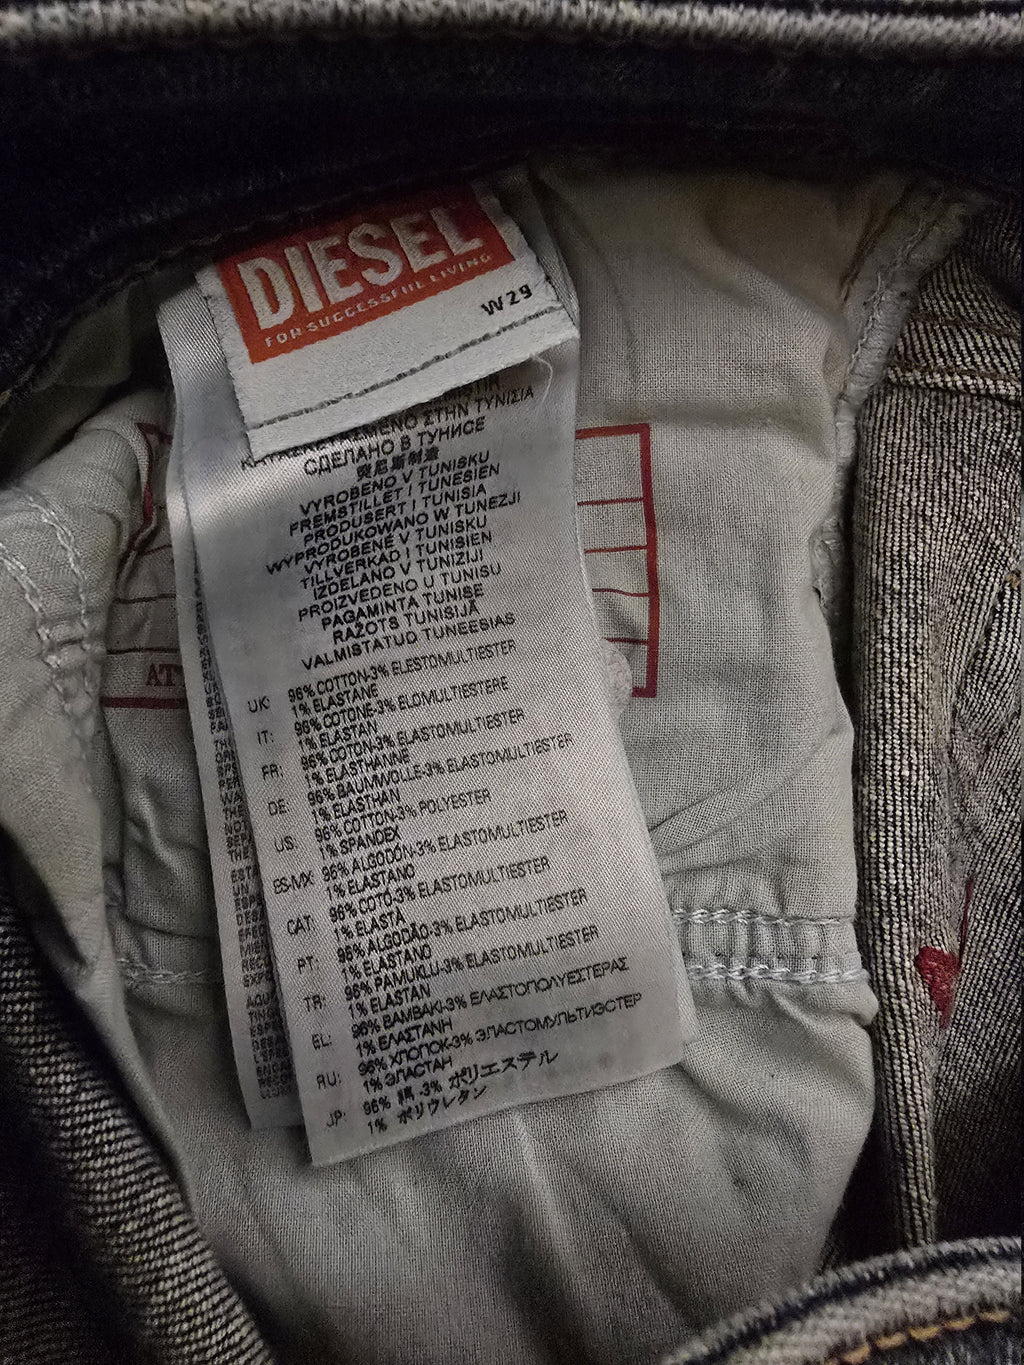 DIESEL
FOR SUCCESSFUL LIVING
W29
ΣΤΗΝ ΤΥΝΙΣΙΑ
СДЕЛАНО В ТУНИСЕ
突尼斯制造
VYROBENO V TUNISKU
FREMSTILLET I TUNESIEN
PRODUSERT I TUNISIA
WYPRODUKOWANO W TUNEZJI
VYROBENÉ V TUNISKU
TILLVERKAD I TUNISIEN
IZDELANO V TUNIZIJI
PROIZVEDENO U TUNISU
PAGAMINTA TUNISE
RAŽOTS TUNISIJĀ
VALMISTATUD TUNEESIAS
UK: 96% COTTON-3% ELESTOMULTIESTER
1% ELASTANE
IT: 96% COTONE-3% ELOMULTIESTERE
1% ELASTAN
FR: 96% COTON-3% ELASTOMULTIESTER
1% ELASTHANNE
DE: 96% BAUMWOLLE-3% ELASTOMULTIESTER
1% ELASTHAN
US: 96% COTTON-3% POLYESTER
1% SPANDEX
ES-MX: 96% ALGODÓN-3% ELASTOMULTIESTER
1% ELASTANO
CAT: 96% COTÓ-3% ELASTOMULTIESTER
1% ELASTÀ
PT: 96% ALGODÃO-3% ELASTOMULTIESTER
1% ELASTANO
TR: 96% PAMUKLU-3% ELASTOMULTIESTER
1% ELASTAN
EL: 96% ΒΑΜΒΑΚΙ-3% ΕΛΑΣΤΟΠΟΛΥΕΣΤΕΡΑΣ
1% ΕΛΑΣΤΑΝΗ
RU: 96% ХЛОПОК-3% ЭЛАСТОМУЛЬТИЭСТЕР
1% ЭЛАСТАН
JP: 96% 綿 -3% ポリエステル
1% ポリウレタン